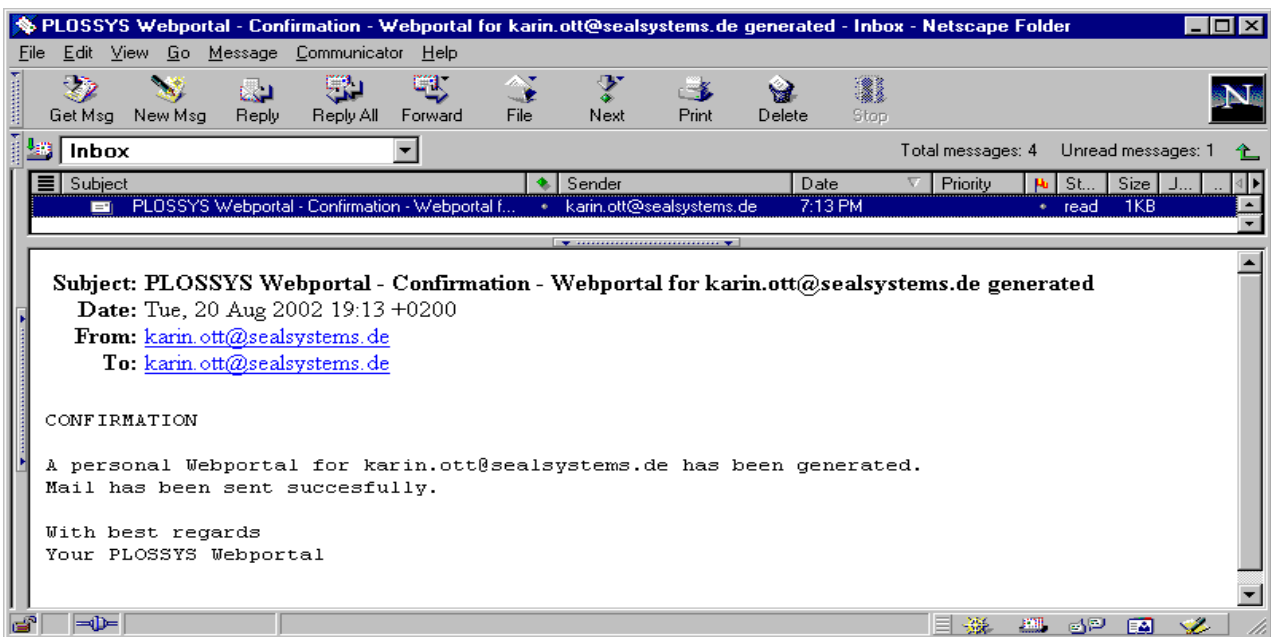 PLOSSYS Webportal - Confirmation - Webportal for karin.ott@sealsystems.de generated - Inbox - Netscape Folder
File Edit View Go Message Communicator Help
Get Msg New Msg Reply Reply All Forward File Next Print Delete Stop
N
Inbox Total messages: 4 Unread messages: 1
Subject Sender Date Priority St... Size J... ..
PLOSSYS Webportal - Confirmation - Webportal f... karin.ott@sealsystems.de 7:13 PM read 1KB
Subject: PLOSSYS Webportal - Confirmation - Webportal for karin.ott@sealsystems.de generated
Date: Tue, 20 Aug 2002 19:13 +0200
From: karin.ott@sealsystems.de
To: karin.ott@sealsystems.de
CONFIRMATION
A personal Webportal for karin.ott@sealsystems.de has been generated.
Mail has been sent succesfully.
With best regards
Your PLOSSYS Webportal